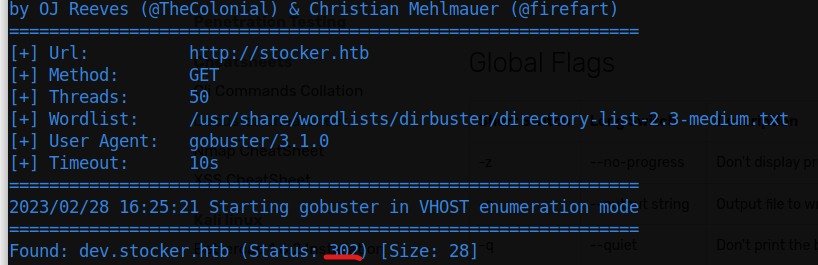 by OJ Reeves (@TheColonial) & Christian Mehlmauer (@firefart)
===============================================================
[+] Url:            http://stocker.htb
[+] Method:         GET
[+] Threads:        50
[+] Wordlist:       /usr/share/wordlists/dirbuster/directory-list-2.3-medium.txt
[+] User Agent:     gobuster/3.1.0
[+] Timeout:        10s
===============================================================
2023/02/28 16:25:21 Starting gobuster in VHOST enumeration mode
===============================================================
Found: dev.stocker.htb (Status: 302) [Size: 28]
Global Flags
Commands Collation
CheatSheet
XSS CheatSheet
Kali linux
-z --no-progress Don't display
string Output file to
-q --quiet Don't print the